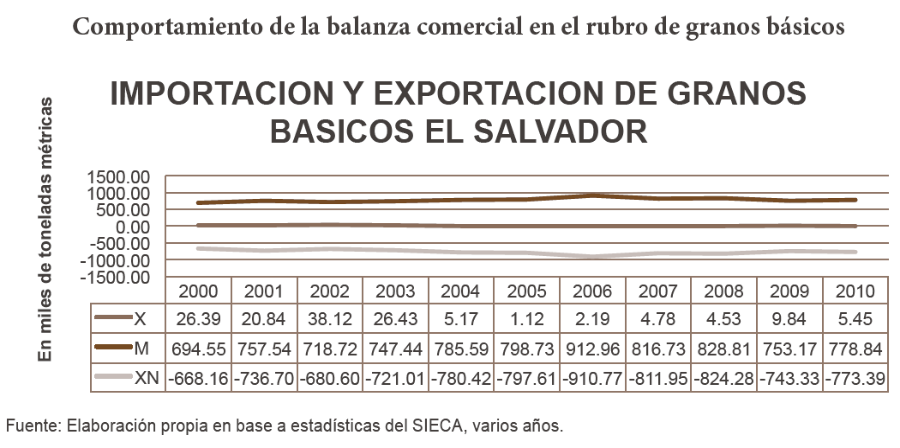 Comportamiento de la balanza comercial en el rubro de granos básicos
IMPORTACION Y EXPORTACION DE GRANOS
BASICOS EL SALVADOR
En miles de toneladas métricas
1500.00
1000.00
500.00
0.00
-500.00
-1000.00
-1500.00
2000 2001 2002 2003 2004 2005 2006 2007 2008 2009 2010
X 26.39 20.84 38.12 26.43 5.17 1.12 2.19 4.78 4.53 9.84 5.45
M 694.55 757.54 718.72 747.44 785.59 798.73 912.96 816.73 828.81 753.17 778.84
XN -668.16 -736.70 -680.60 -721.01 -780.42 -797.61 -910.77 -811.95 -824.28 -743.33 -773.39
Fuente: Elaboración propia en base a estadísticas del SIECA, varios años.